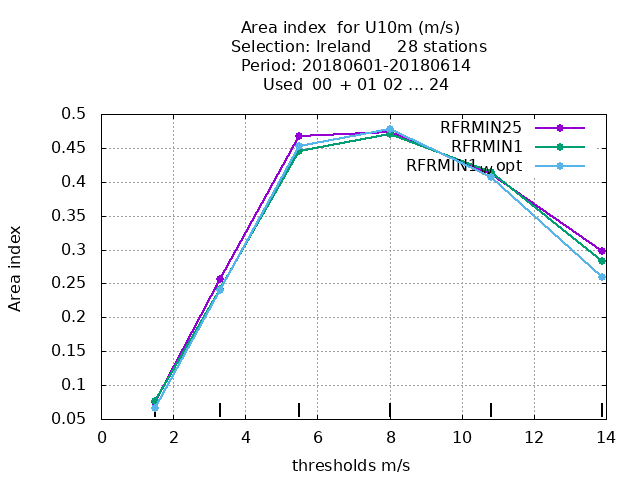 Area index  for U10m (m/s)
Selection: Ireland     28 stations
Period: 20180601-20180614
Used  00 + 01 02 ... 24
RFRMIN25
RFRMIN1
RFRMIN1_w_opt
Area index
0.5
0.45
0.4
0.35
0.3
0.25
0.2
0.15
0.1
0.05
0 2 4 6 8 10 12 14
thresholds m/s